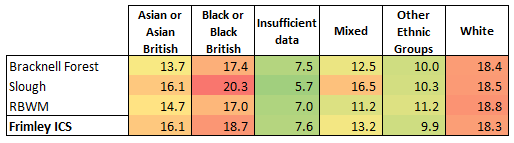 Asian or Asian British Black or Black British Insufficient data Mixed Other Ethnic Groups White
Bracknell Forest 13.7 17.4 7.5 12.5 10.0 18.4
Slough 16.1 20.3 5.7 16.5 10.3 18.5
RBWM 14.7 17.0 7.0 11.2 11.2 18.8
Frimley ICS 16.1 18.7 7.6 13.2 9.9 18.3